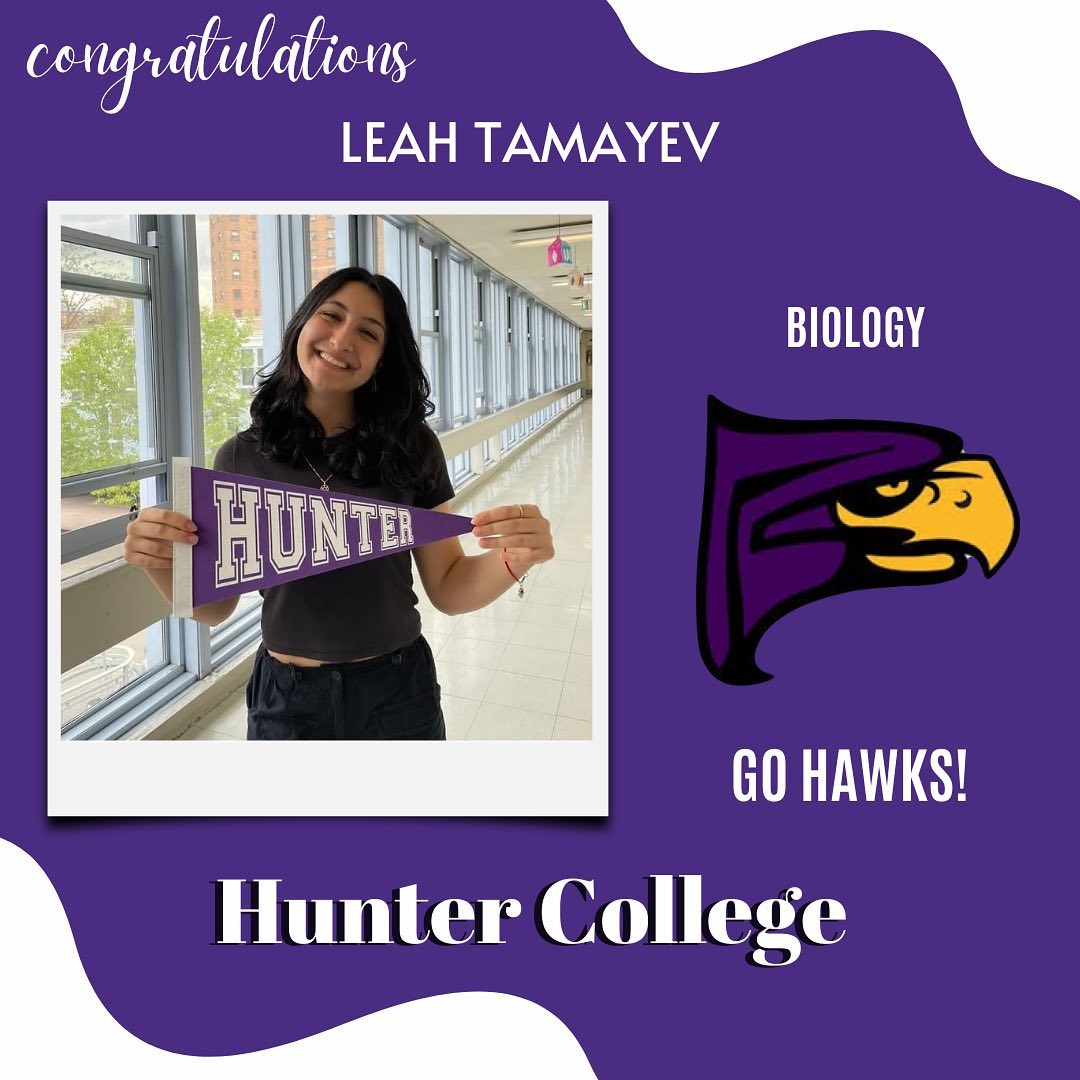 congratulations
LEAH TAMAYEV
BIOLOGY
HUNTER
GO HAWKS!
Hunter College